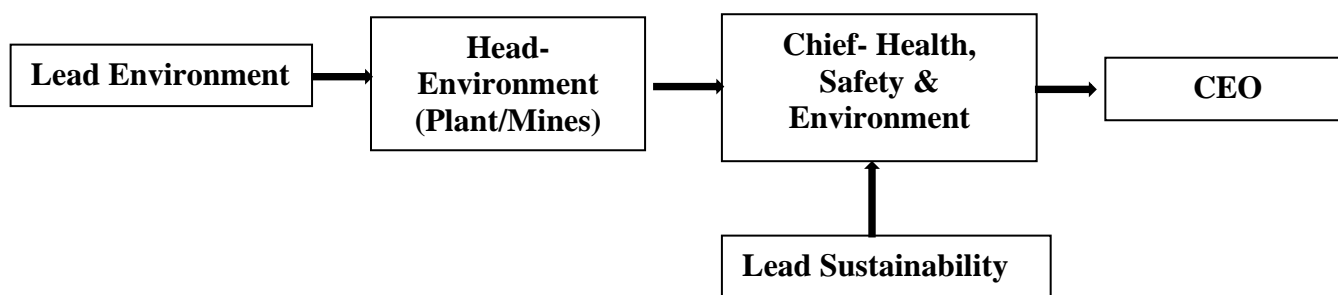 Lead Environment
Head-
Environment
(Plant/Mines)
Chief- Health,
Safety &
Environment
CEO
Lead Sustainability